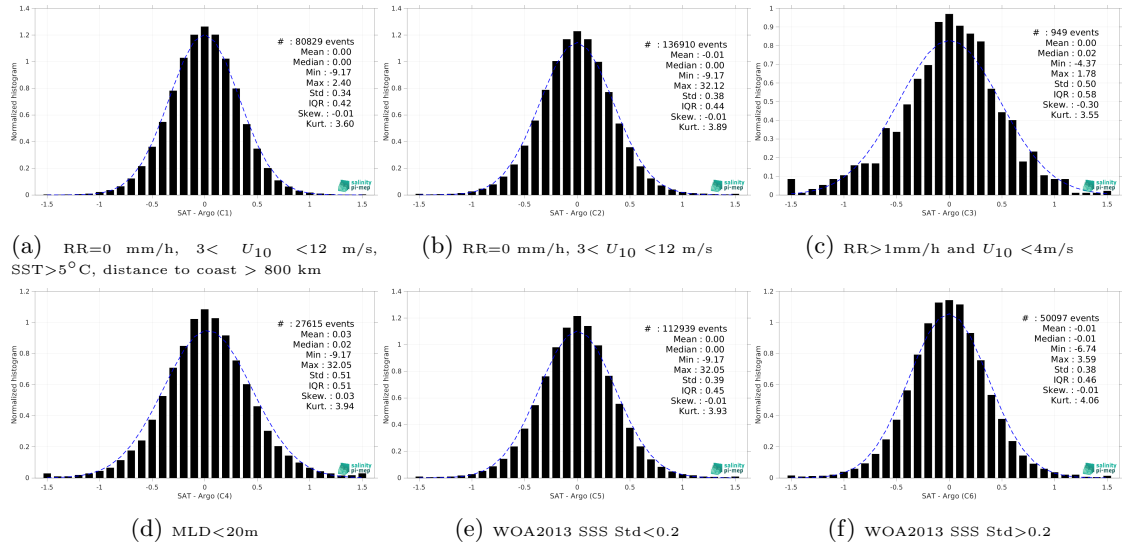 1.4
1.2
1
0.8
0.6
0.4
0.2
0
Normalized histogram
# : 80829 events
Mean : 0.00
Median : 0.00
Min : -9.17
Max : 2.40
Std : 0.34
IQR : 0.42
Skew. : -0.01
Kurt. : 3.60
salinity
pi-mep
-1.5 -1 -0.5 0 0.5 1 1.5
SAT - Argo (C1)
(a) RR=0 mm/h, 3< U10 <12 m/s,
SST>5°C, distance to coast > 800 km
1.4
1.2
1
0.8
0.6
0.4
0.2
0
Normalized histogram
# : 136910 events
Mean : -0.01
Median : 0.00
Min : -9.17
Max : 32.12
Std : 0.38
IQR : 0.44
Skew. : -0.01
Kurt. : 3.89
salinity
pi-mep
-1.5 -1 -0.5 0 0.5 1 1.5
SAT - Argo (C2)
(b) RR=0 mm/h, 3< U10 <12 m/s
1
0.9
0.8
0.7
0.6
0.5
0.4
0.3
0.2
0.1
0
Normalized histogram
# : 949 events
Mean : 0.00
Median : 0.02
Min : -4.37
Max : 1.78
Std : 0.50
IQR : 0.58
Skew. : -0.30
Kurt. : 3.55
salinity
pi-mep
-1.5 -1 -0.5 0 0.5 1 1.5
SAT - Argo (C3)
(c) RR>1mm/h and U10 <4m/s
1.2
1
0.8
0.6
0.4
0.2
0
Normalized histogram
# : 27615 events
Mean : 0.03
Median : 0.02
Min : -9.17
Max : 32.05
Std : 0.51
IQR : 0.51
Skew. : 0.03
Kurt. : 3.94
salinity
pi-mep
-1.5 -1 -0.5 0 0.5 1 1.5
SAT - Argo (C4)
(d) MLD<20m
1.4
1.2
1
0.8
0.6
0.4
0.2
0
Normalized histogram
# : 112939 events
Mean : 0.00
Median : 0.00
Min : -9.17
Max : 32.05
Std : 0.39
IQR : 0.45
Skew. : -0.01
Kurt. : 3.93
salinity
pi-mep
-1.5 -1 -0.5 0 0.5 1 1.5
SAT - Argo (C5)
(e) WOA2013 SSS Std<0.2
1.2
1
0.8
0.6
0.4
0.2
0
Normalized histogram
# : 50097 events
Mean : -0.01
Median : -0.01
Min : -6.74
Max : 3.59
Std : 0.38
IQR : 0.46
Skew. : -0.01
Kurt. : 4.06
salinity
pi-mep
-1.5 -1 -0.5 0 0.5 1 1.5
SAT - Argo (C6)
(f) WOA2013 SSS Std>0.2